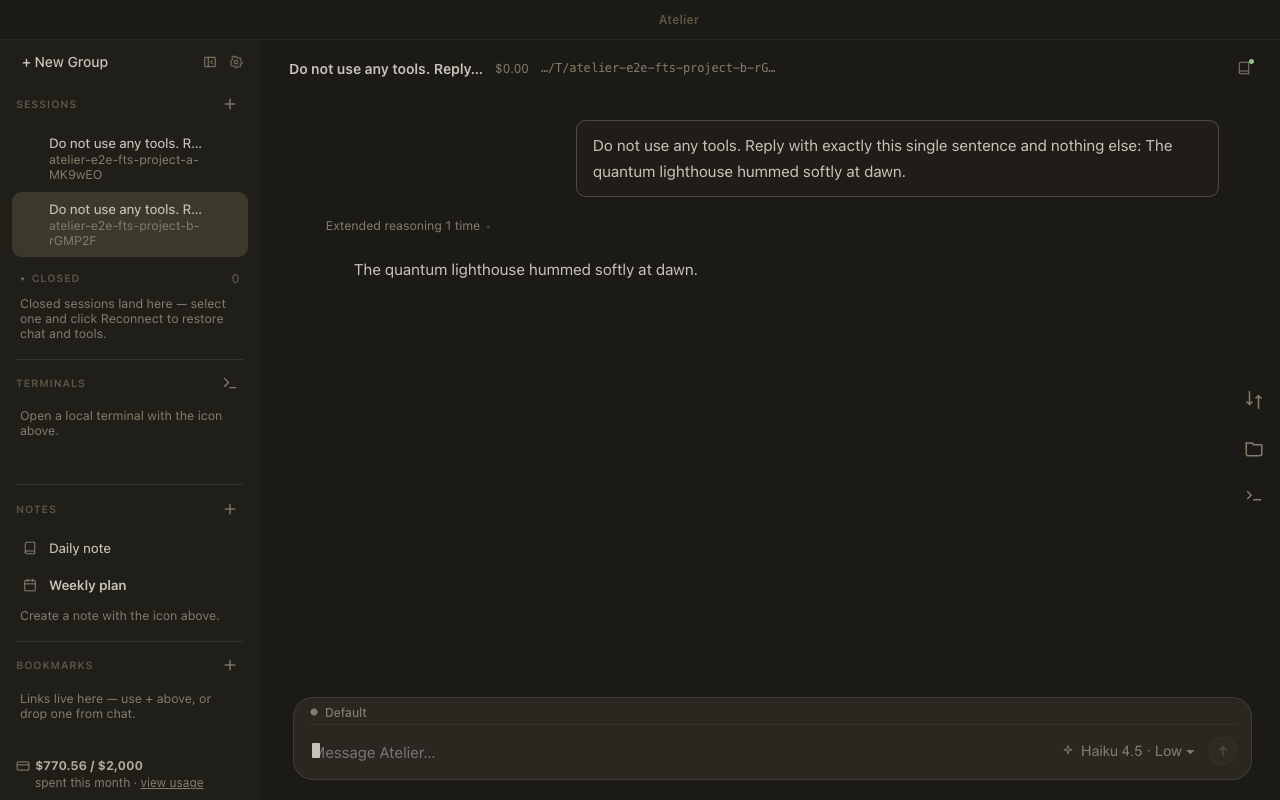 Atelier
+ New Group
SESSIONS
Do not use any tools. R...
atelier-e2e-fts-project-a-
MK9wEO
Do not use any tools. R...
atelier-e2e-fts-project-b-
rGMP2F
CLOSED
0
Closed sessions land here — select
one and click Reconnect to restore
chat and tools.
TERMINALS
Open a local terminal with the icon
above.
NOTES
Daily note
Weekly plan
Create a note with the icon above.
BOOKMARKS
Links live here — use + above, or
drop one from chat.
$770.56 / $2,000
spent this month · view usage
Do not use any tools. Reply... $0.00 …/T/atelier-e2e-fts-project-b-rG…
Do not use any tools. Reply with exactly this single sentence and nothing else: The
quantum lighthouse hummed softly at dawn.
Extended reasoning 1 time
The quantum lighthouse hummed softly at dawn.
Default
Message Atelier...
Haiku 4.5 · Low